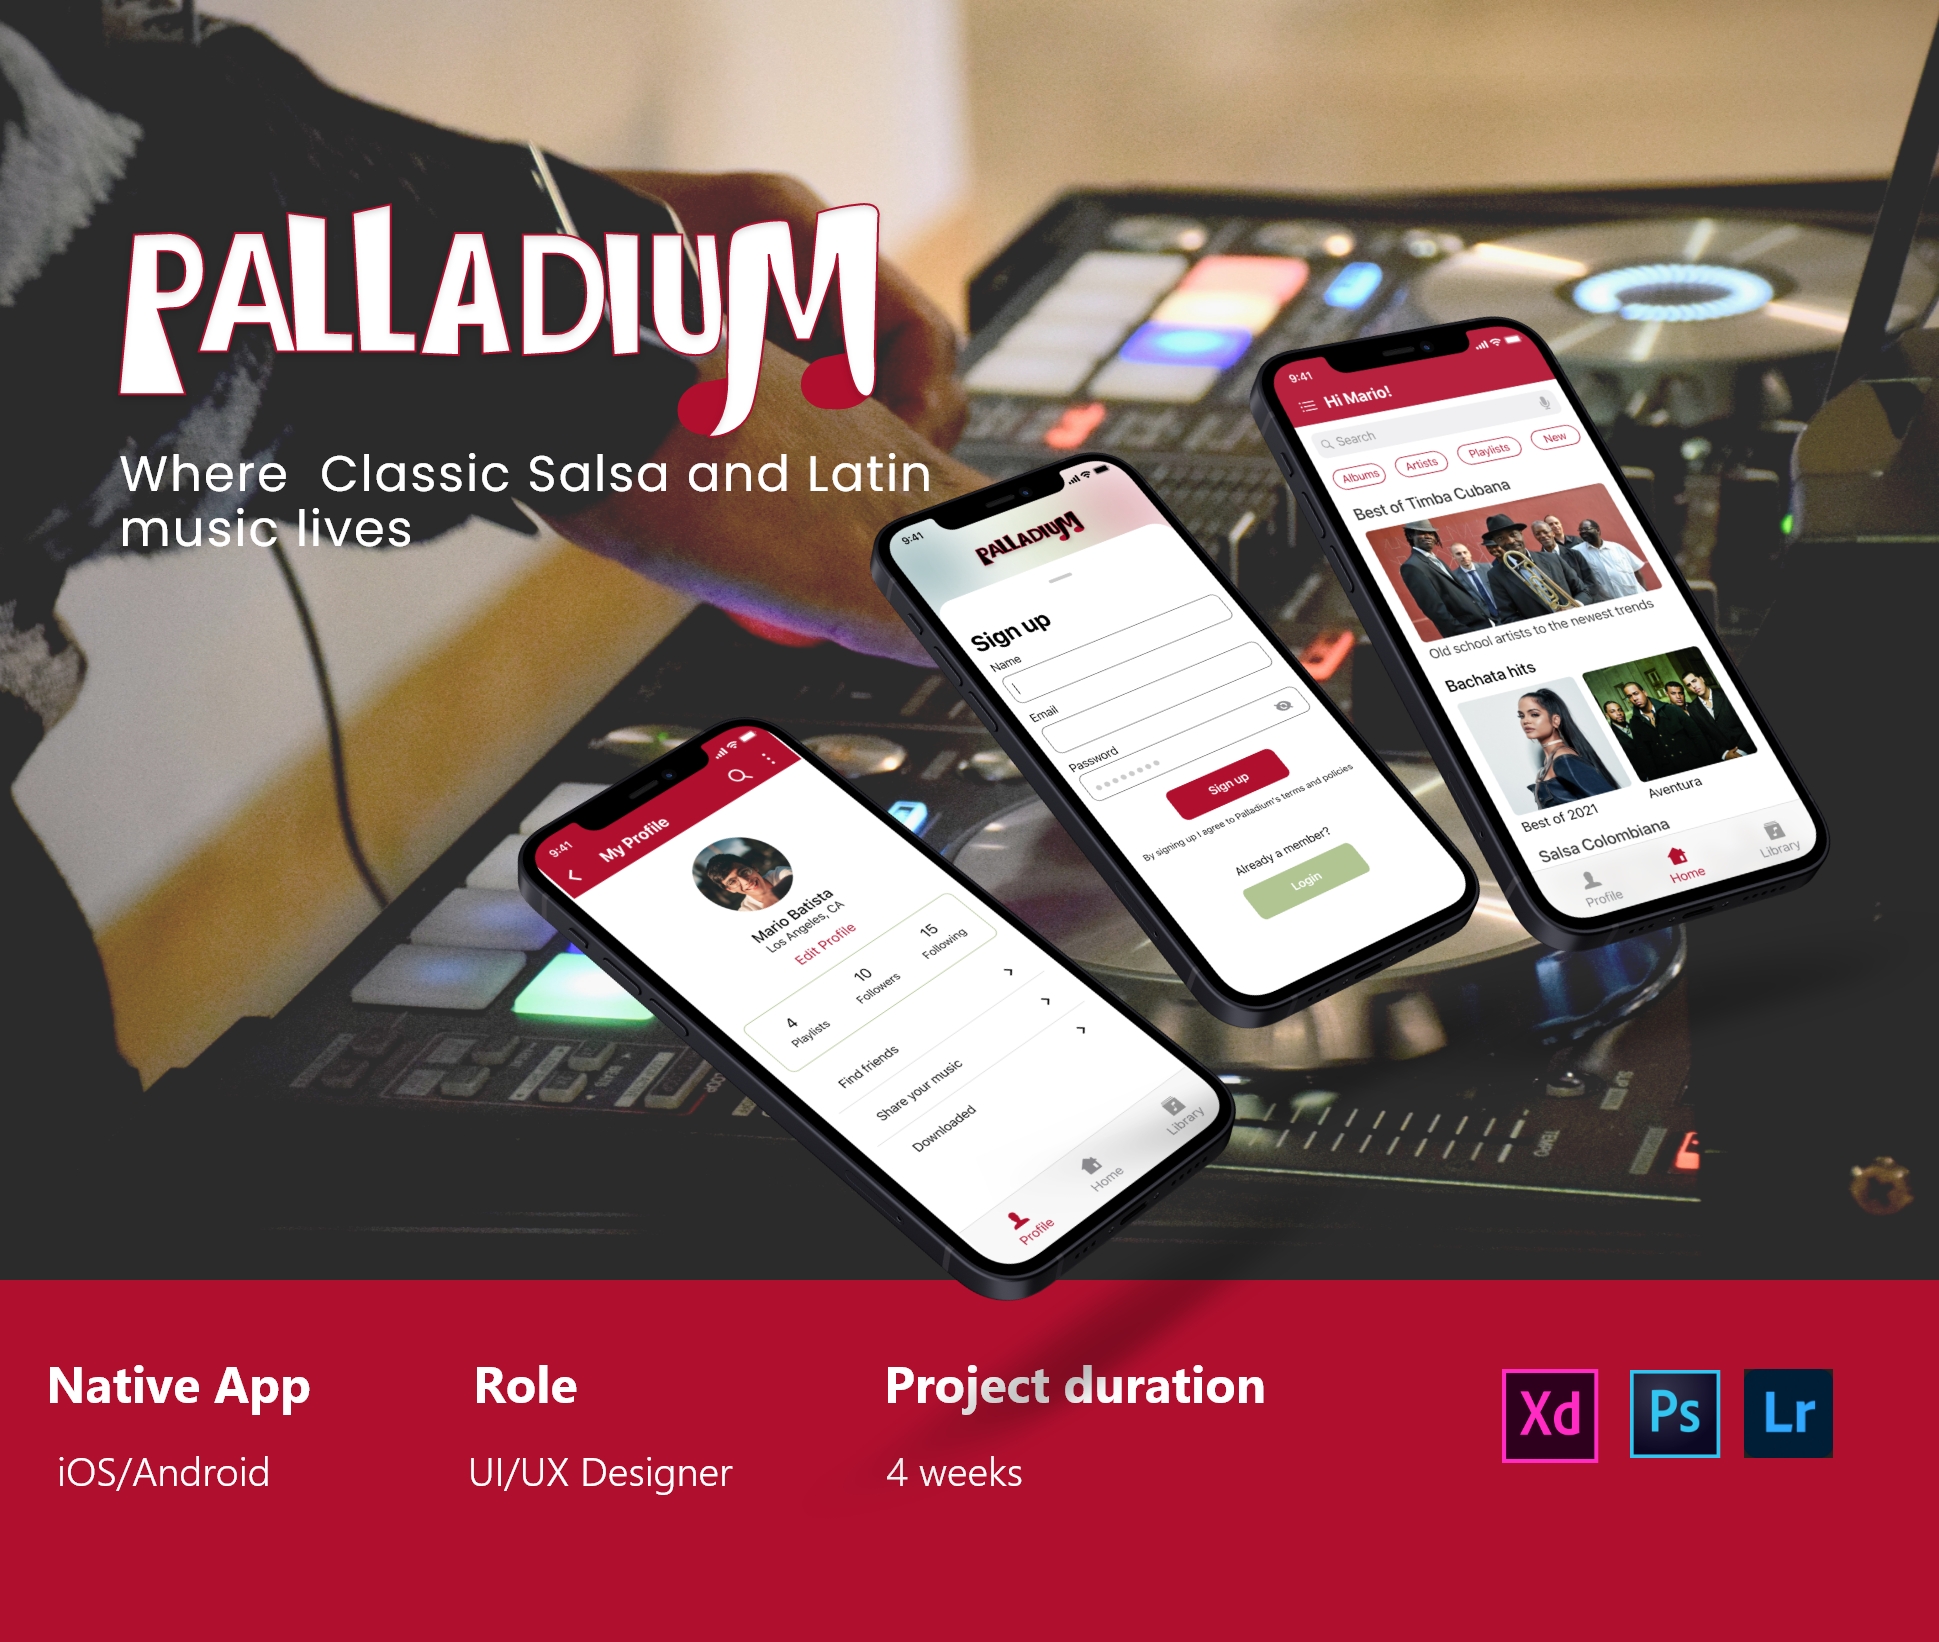 PALLADIUM
Where Classic Salsa and Latin
music lives
9:41
Hi Mario!
Search
Albums
Artists
Playlists
New
Best of Timba Cubana
Old school artists to the newest trends
Bachata hits
Best of 2021
Aventura
Salsa Colombiana
Profile
Home
Library
9:41
PALLADIUM
Sign up
Name
Email
Password
Sign up
By signing up I agree to Palladium's terms and policies
Already a member?
Login
9:41
My Profile
Mario Batista
Los Angeles, CA
Edit Profile
4
Playlists
10
Followers
15
Following
Find friends
Share your music
Downloaded
Profile
Home
Library
TEMPO
Native App
iOS/Android
Role
UI/UX Designer
Project duration
4 weeks
Xd
Ps
Lr